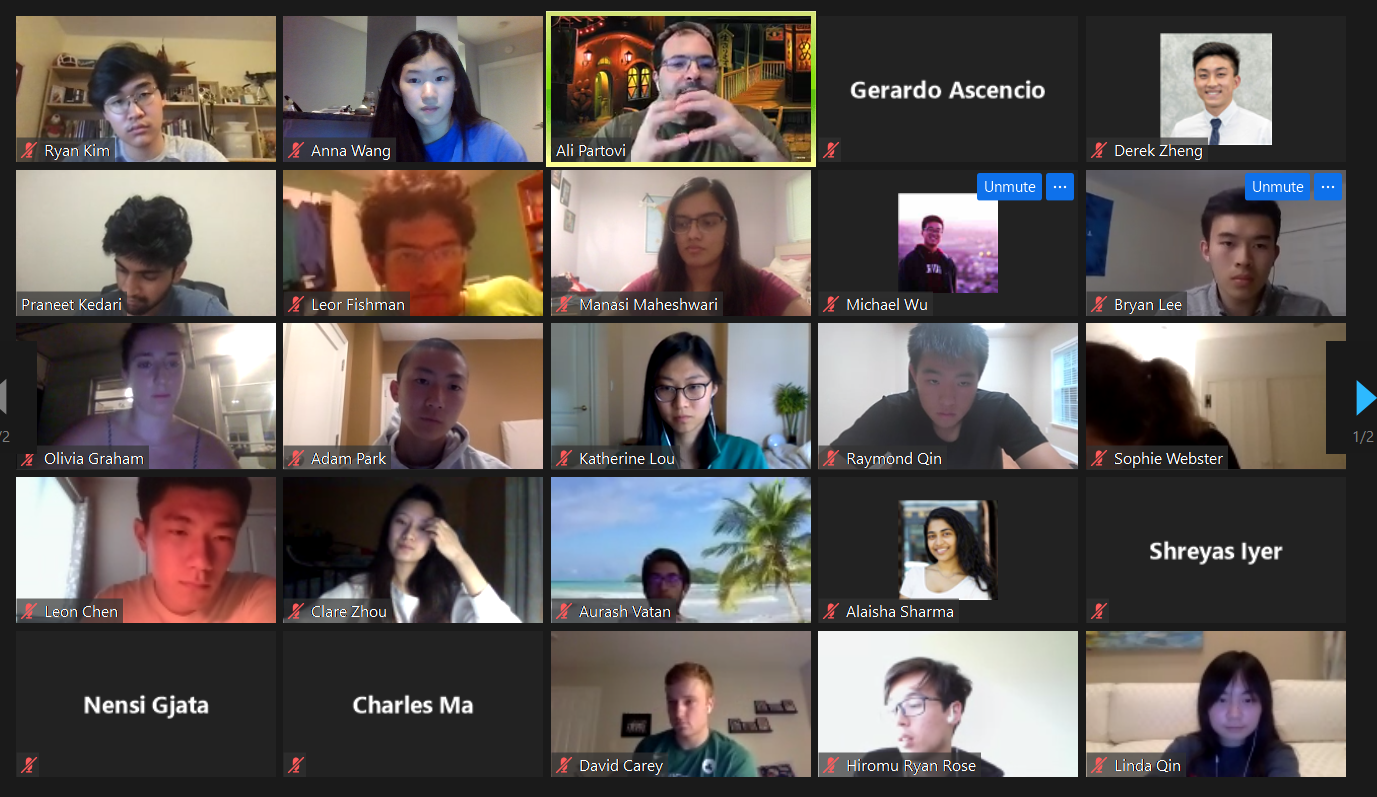 Ryan Kim
Anna Wang
Ali Partovi
Gerardo Ascencio
Derek Zheng
Praneet Kedari
Leor Fishman
Manasi Maheshwari
Unmute ...
Michael Wu
Unmute ...
Bryan Lee
/2
Olivia Graham
Adam Park
Katherine Lou
Raymond Qin
Sophie Webster
1/2
Leon Chen
Clare Zhou
Aurash Vatan
Alaisha Sharma
Shreyas Iyer
Nensi Gjata
Charles Ma
David Carey
Hiromu Ryan Rose
Linda Qin